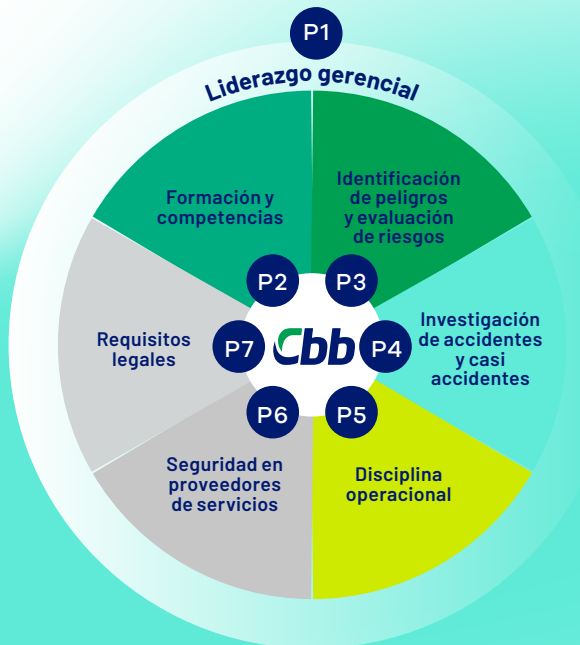 P1
Liderazgo gerencial
Formación y
competencias
P2
Identificación
de peligros
y evaluación
de riesgos
P3
Investigación
de accidentes
y casi
accidentes
P4
Disciplina
operacional
P5
Seguridad en
proveedores
de servicios
P6
Requisitos
legales
P7
Cbb